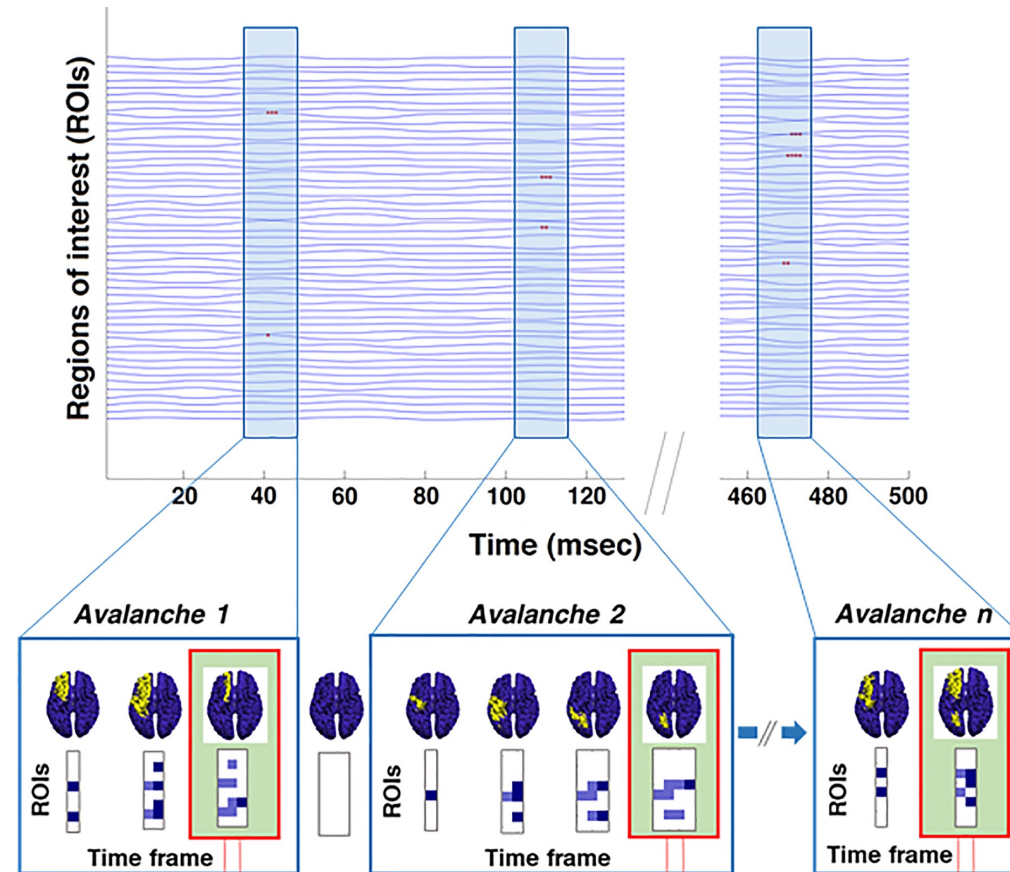 Regions of interest (ROIs)
20 40 60 80 100 120 460 480 500
Time (msec)
Avalanche 1 Avalanche 2 Avalanche n
ROIs ROIs ROIs
Time frame Time frame Time frame